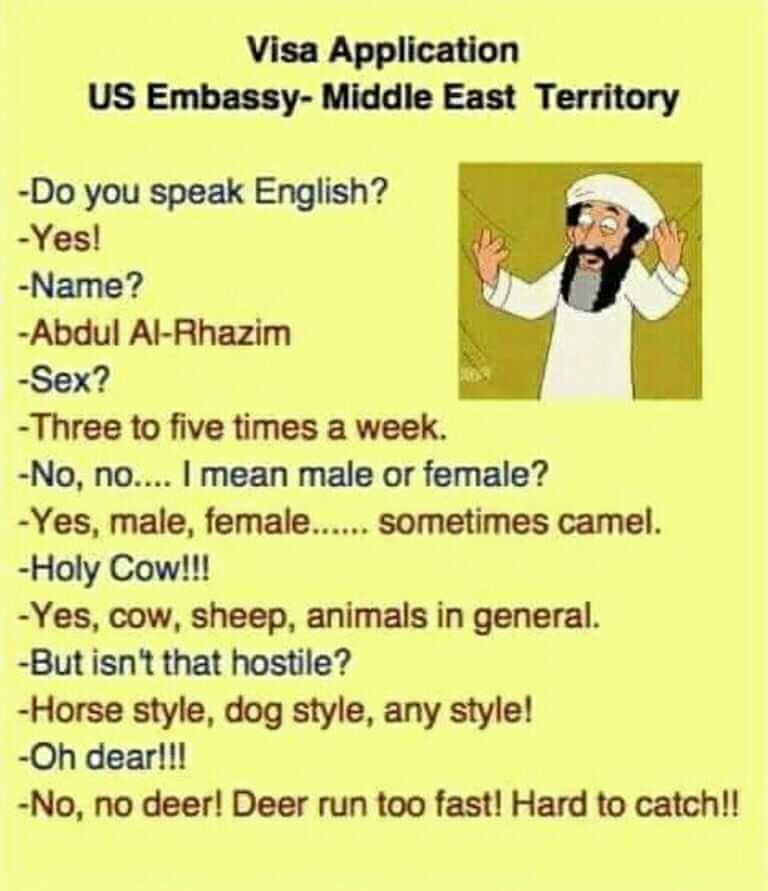 Visa Application
US Embassy- Middle East Territory
-Do you speak English?
-Yes!
-Name?
-Abdul Al-Rhazim
-Sex?
-Three to five times a week.
-No, no.... I mean male or female?
-Yes, male, female...... sometimes camel.
-Holy Cow!!!
-Yes, cow, sheep, animals in general.
-But isn't that hostile?
-Horse style, dog style, any style!
-Oh dear!!!
-No, no deer! Deer run too fast! Hard to catch!!